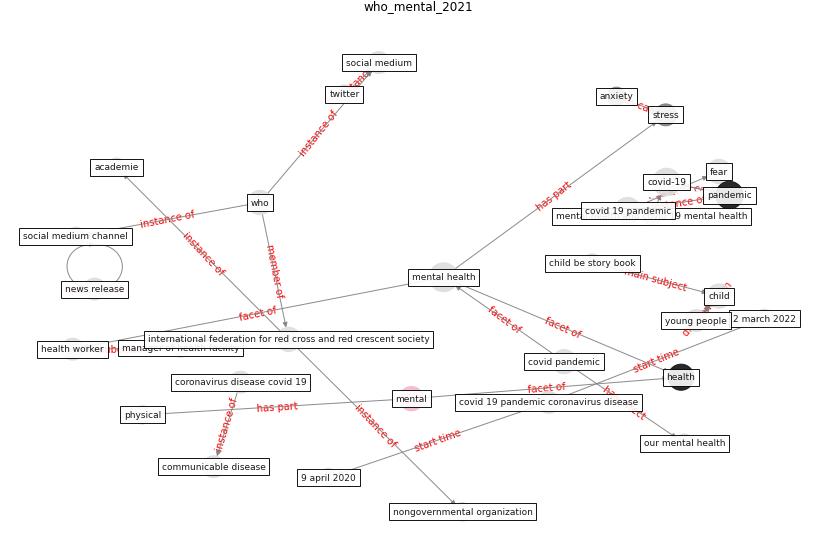 who_mental_2021
social medium
twitter
instance of
anxiety
stress
academie
fear
covid-19
pandemic
instance of
has part
who
covid 19 pandemic
9 mental health
instance of
social medium channel
instance of
member of
child be story book
main subject
mental health
news release
child
facet of
facet of
facet of
young people
2 march 2022
international federation for red cross and red crescent society
health worker
manager of health facility
start time
covid pandemic
health
coronavirus disease covid 19
facet of
mental
covid 19 pandemic coronavirus disease
physical
has part
instance of
instance of
start time
our mental health
communicable disease
9 april 2020
nongovernmental organization